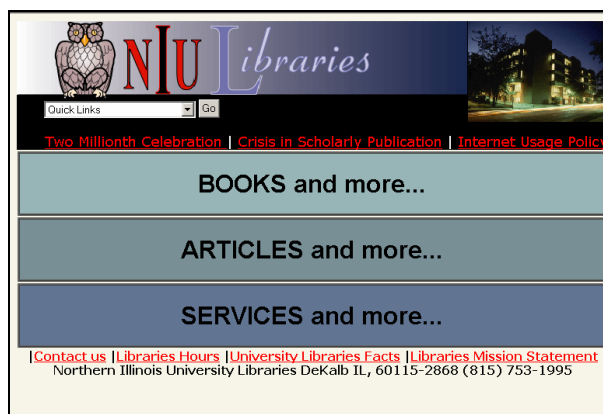 NIU Libraries
Quick Links Go
Two Millionth Celebration | Crisis in Scholarly Publication | Internet Usage Policy
BOOKS and more...
ARTICLES and more...
SERVICES and more...
|Contact us |Libraries Hours |University Libraries Facts |Libraries Mission Statement
Northern Illinois University Libraries DeKalb IL, 60115-2868 (815) 753-1995